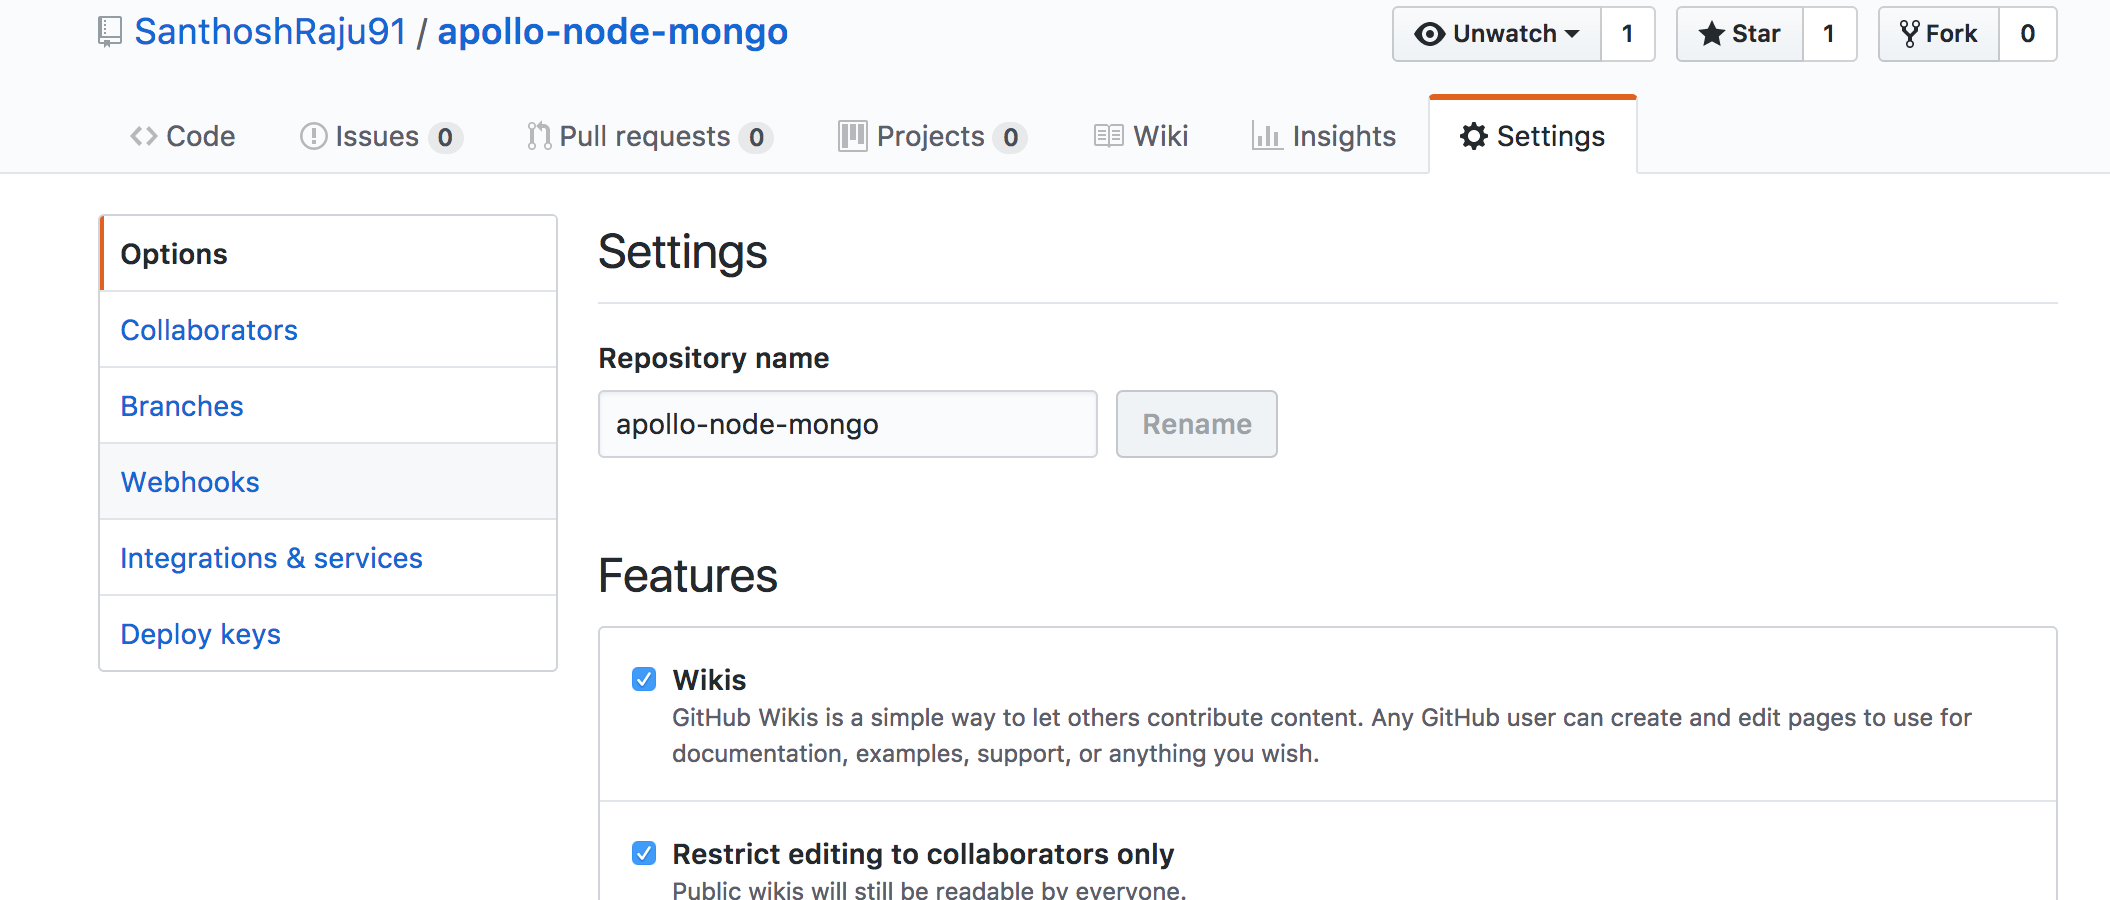 SanthoshRaju91 / apollo-node-mongo
Unwatch 1 Star 1 Fork 0
Code Issues 0 Pull requests 0 Projects 0 Wiki Insights Settings
Options
Collaborators
Branches
Webhooks
Integrations & services
Deploy keys
Settings
Repository name
apollo-node-mongo Rename
Features
Wikis
GitHub Wikis is a simple way to let others contribute content. Any GitHub user can create and edit pages to use for
documentation, examples, support, or anything you wish.
Restrict editing to collaborators only
Public wikis will still be readable by everyone.